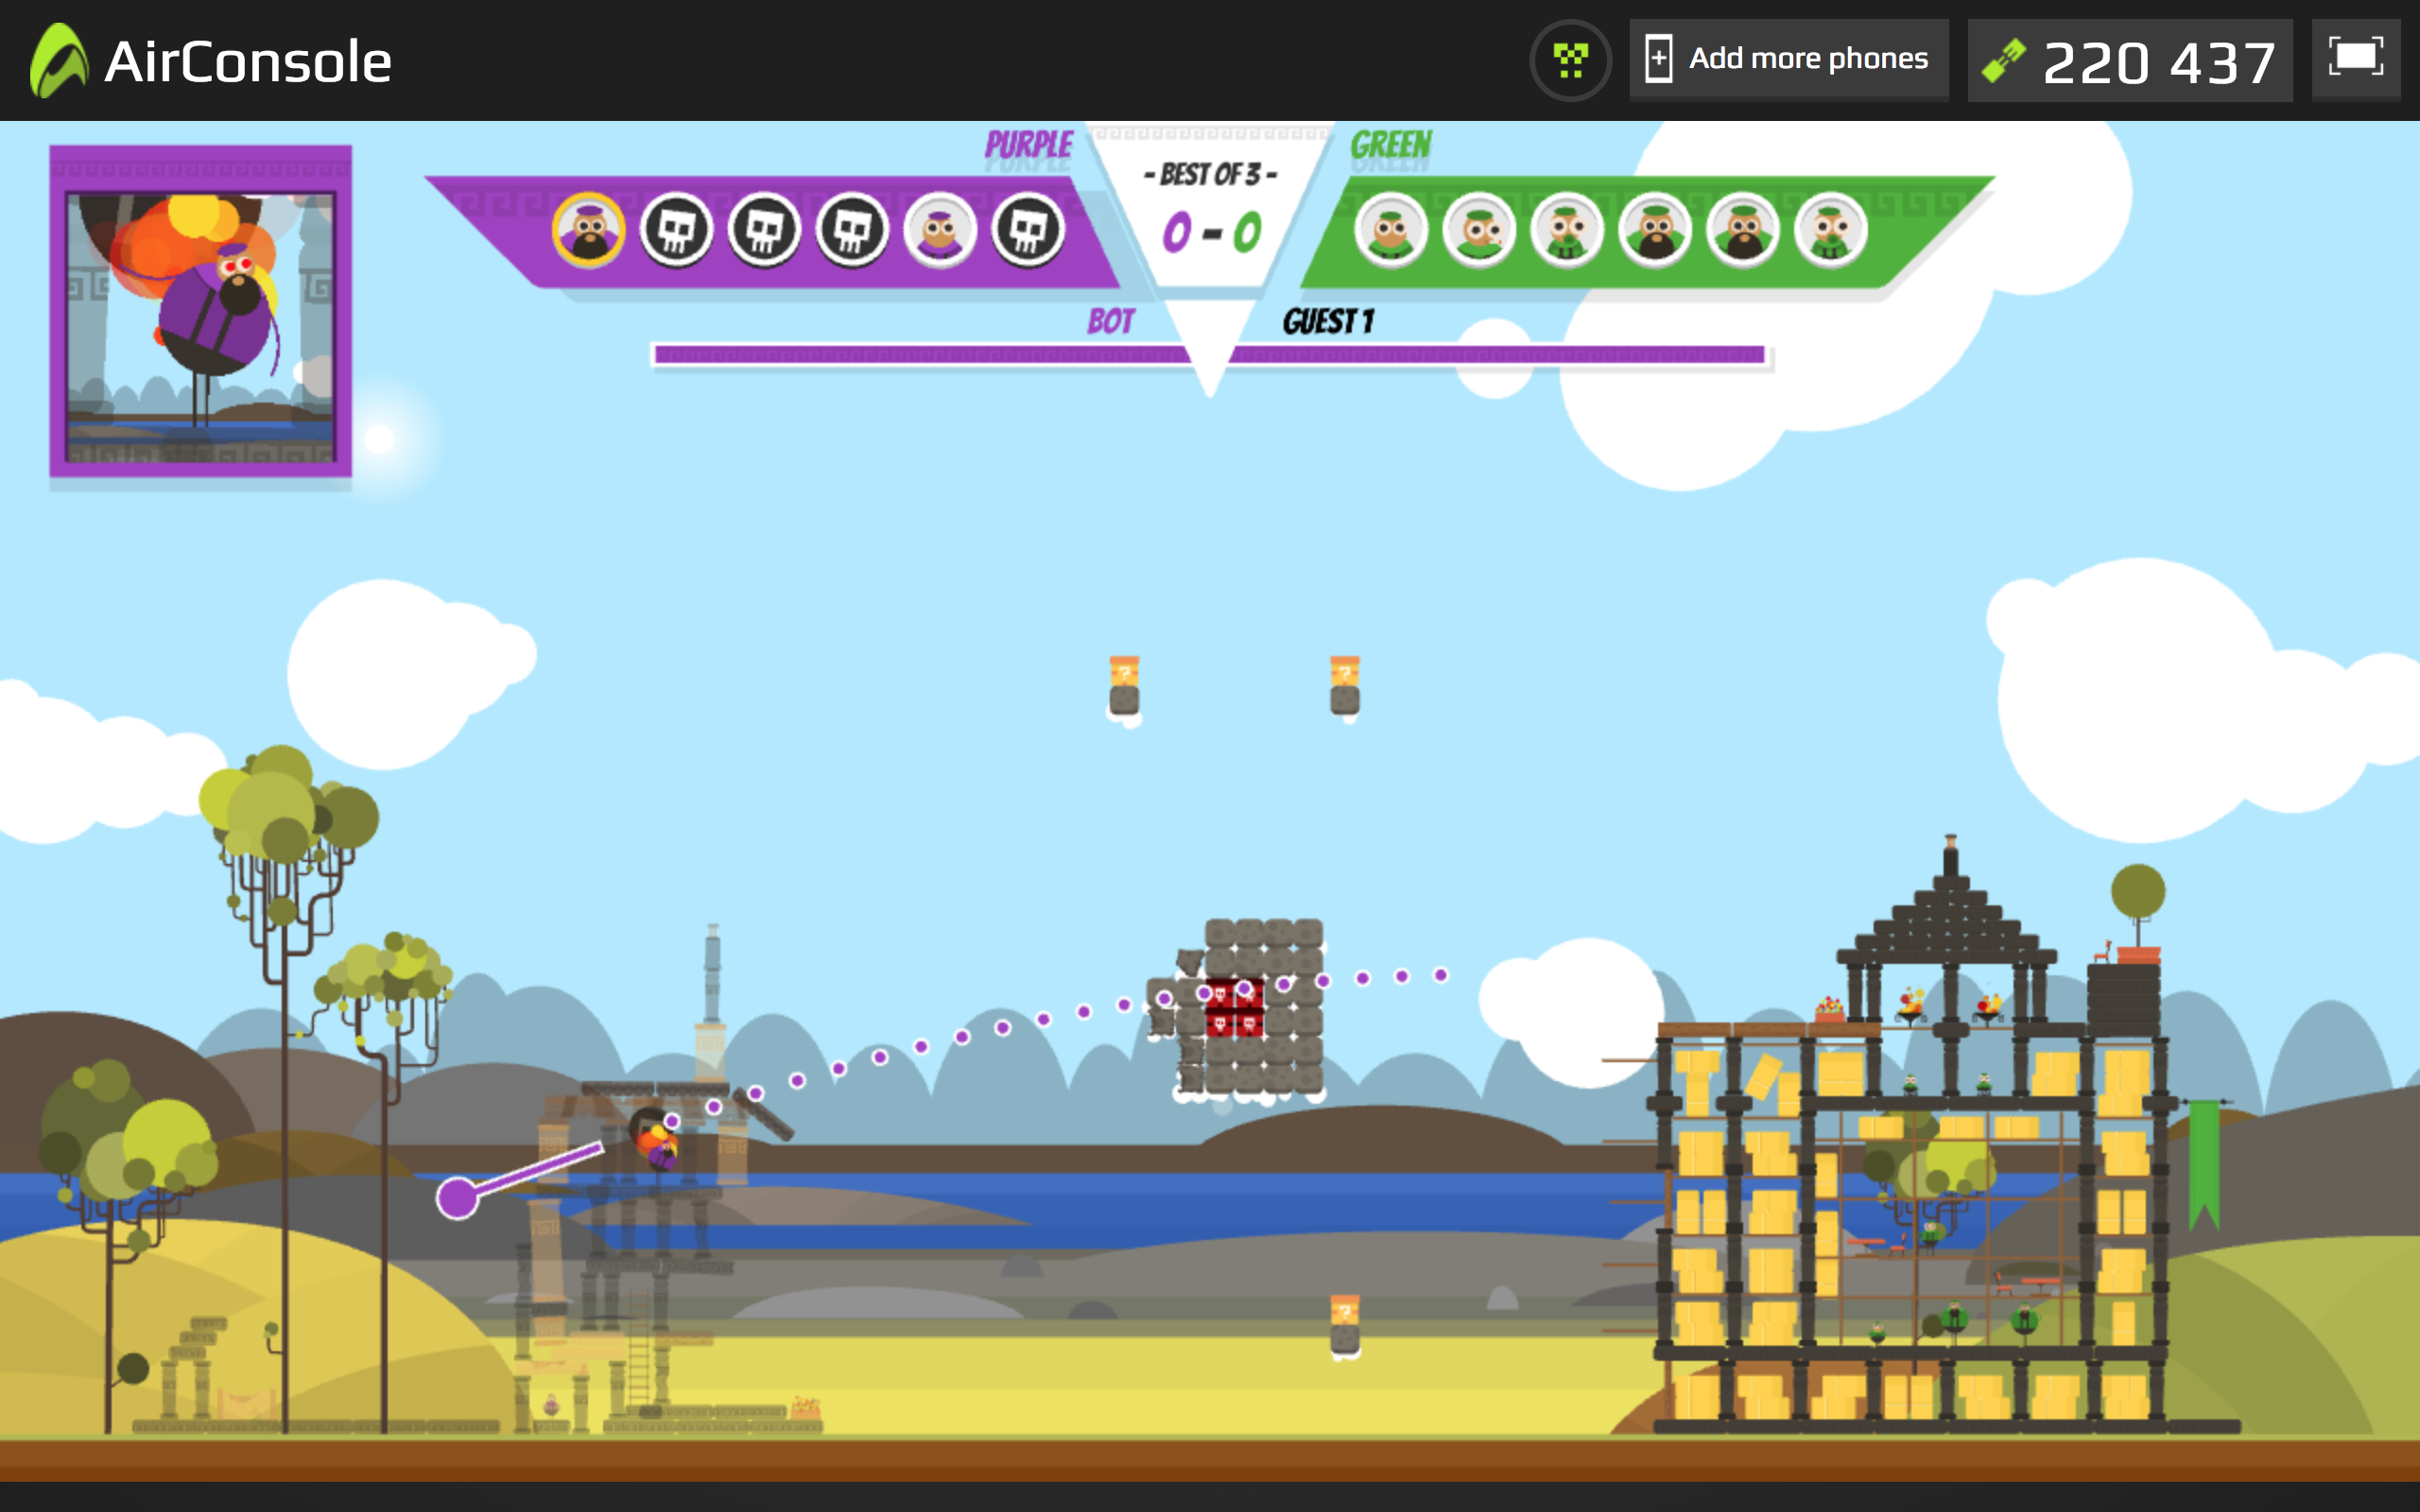 AirConsole
Add more phones
220 437
PURPLE
- BEST OF 3 -
GREEN
0 - 0
BOT
GUEST 1
?
?
?